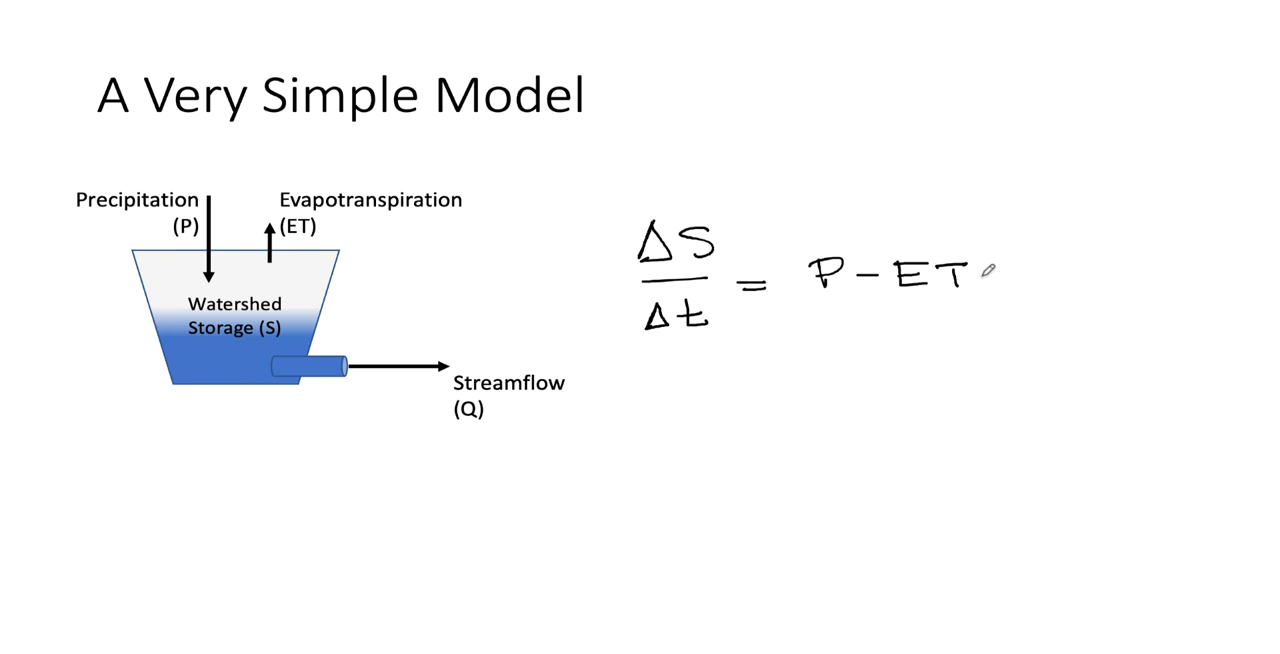 A Very Simple Model
Precipitation
(P)
Evapotranspiration
(ET)
Watershed
Storage (S)
Streamflow
(Q)
ΔS
Δt
= P - ET